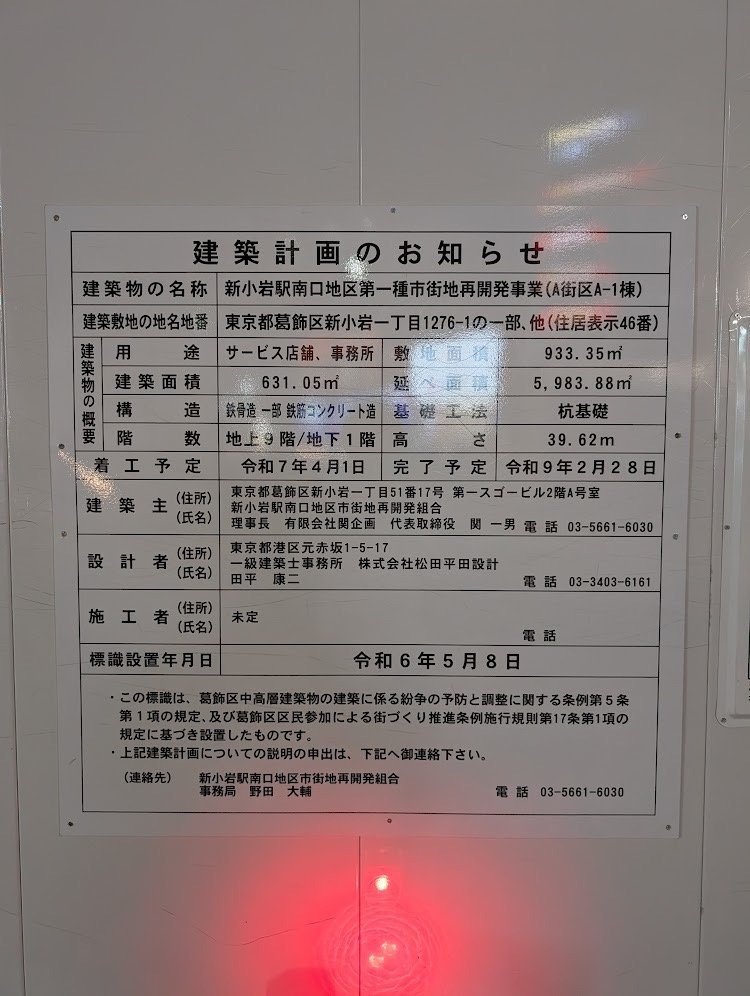 建築計画のお知らせ
建築物の名称 新小岩駅南口地区第一種市街地再開発事業(A街区A-1棟)
建築敷地の地名地番 東京都葛飾区新小岩一丁目1276-1の一部、他(住居表示46番)
建築物の概要
用途 サービス店舗、事務所 敷地面積 933.35㎡
建築面積 631.05㎡ 延べ面積 5,983.88㎡
構造 鉄骨造 一部 鉄筋コンクリート造 基礎工法 杭基礎
階数 地上9階/地下1階 高さ 39.62m
着工予定 令和7年4月1日 完了予定 令和9年2月28日
建築主 (住所) 東京都葛飾区新小岩一丁目51番17号 第一スゴービル2階A号室
新小岩駅南口地区市街地再開発組合
(氏名) 理事長 有限会社関企画 代表取締役 関 一男 電話 03-5661-6030
設計者 (住所) 東京都港区元赤坂1-5-17
一級建築士事務所 株式会社松田平田設計
(氏名) 田平 康二 電話 03-3403-6161
施工者 (住所) 未定
(氏名) 電話
標識設置年月日 令和6年5月8日
・この標識は、葛飾区中高層建築物の建築に係る紛争の予防と調整に関する条例第5条
第1項の規定、及び葛飾区区民参加による街づくり推進条例施行規則第17条第1項の
規定に基づき設置したものです。
・上記建築計画についての説明の申出は、下記へ御連絡下さい。
(連絡先) 新小岩駅南口地区市街地再開発組合
事務局 野田 大輔 電話 03-5661-6030